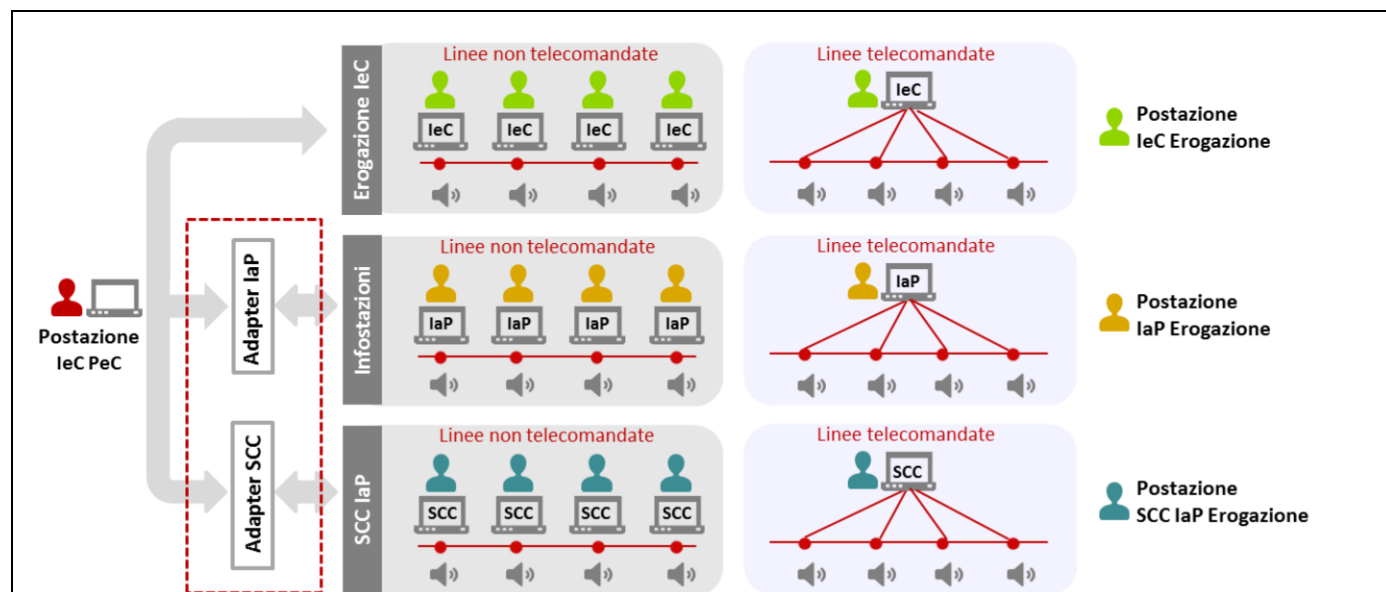 Erogazione IeC
Linee non telecomandate
IeC IeC IeC IeC
Linee telecomandate
IeC
Postazione
IeC Erogazione
Postazione
IeC PeC
Adapter IaP
Infostazioni
Linee non telecomandate
IaP IaP IaP IaP
Linee telecomandate
IaP
Postazione
IaP Erogazione
Adapter SCC
SCC IaP
Linee non telecomandate
SCC SCC SCC SCC
Linee telecomandate
SCC
Postazione
SCC IaP Erogazione